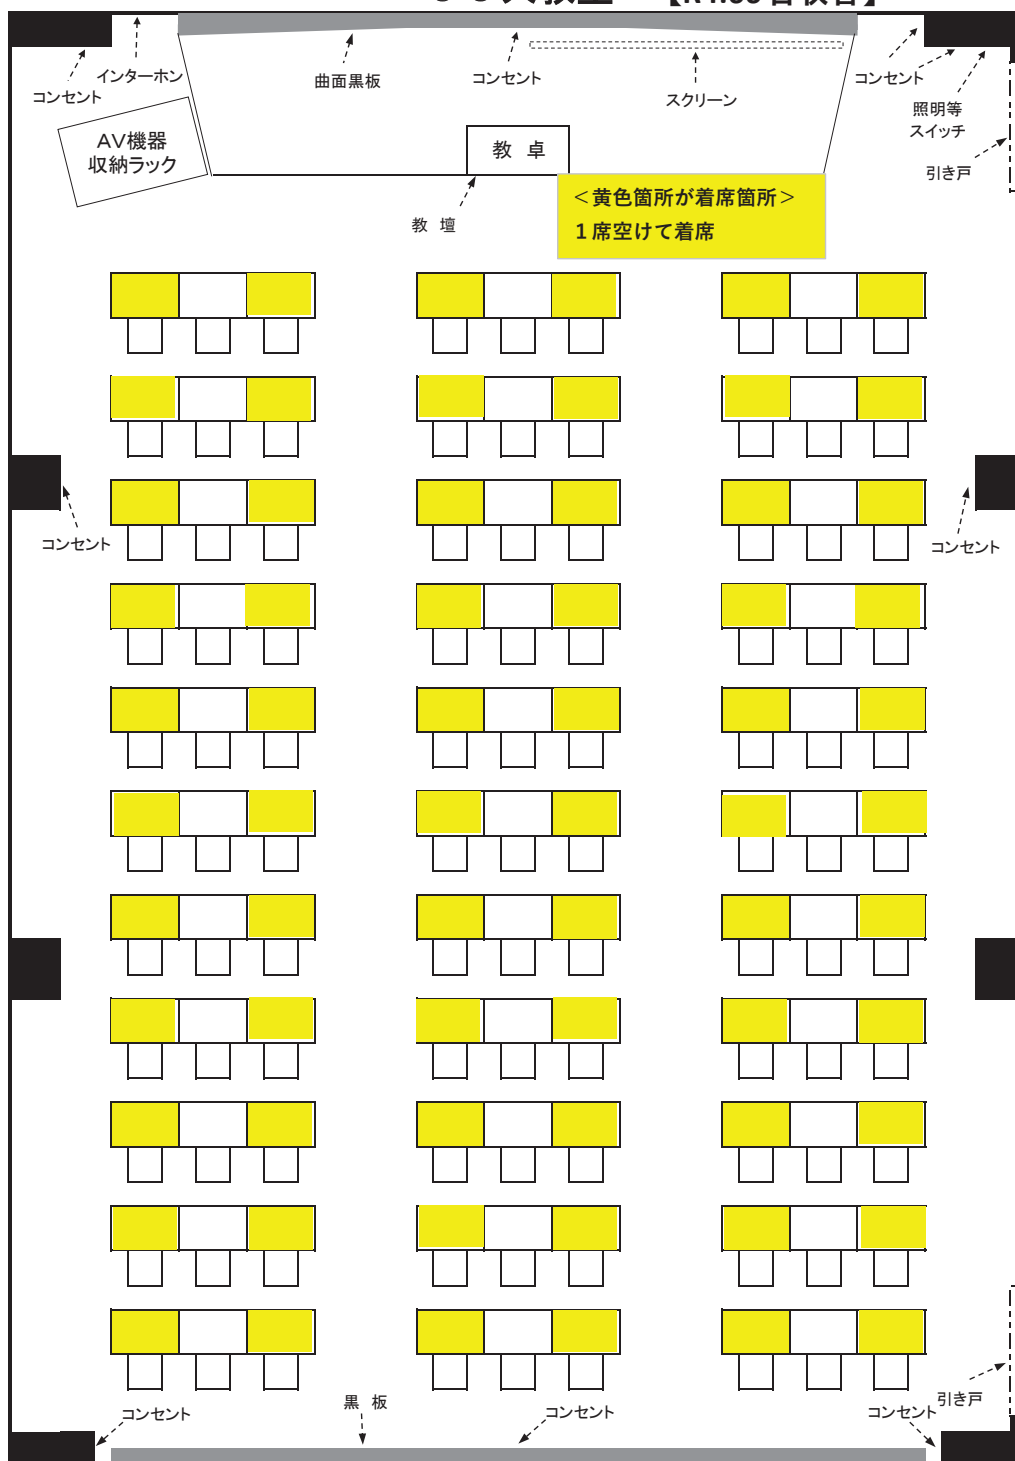 インターホン
コンセント
曲面黒板
コンセント
スクリーン
コンセント
照明等
スイッチ
引き戸
AV機器
収納ラック
教 卓
教 壇
＜黄色箇所が着席箇所＞
１席空けて着席
コンセント
コンセント
コンセント
黒 板
コンセント
コンセント
引き戸